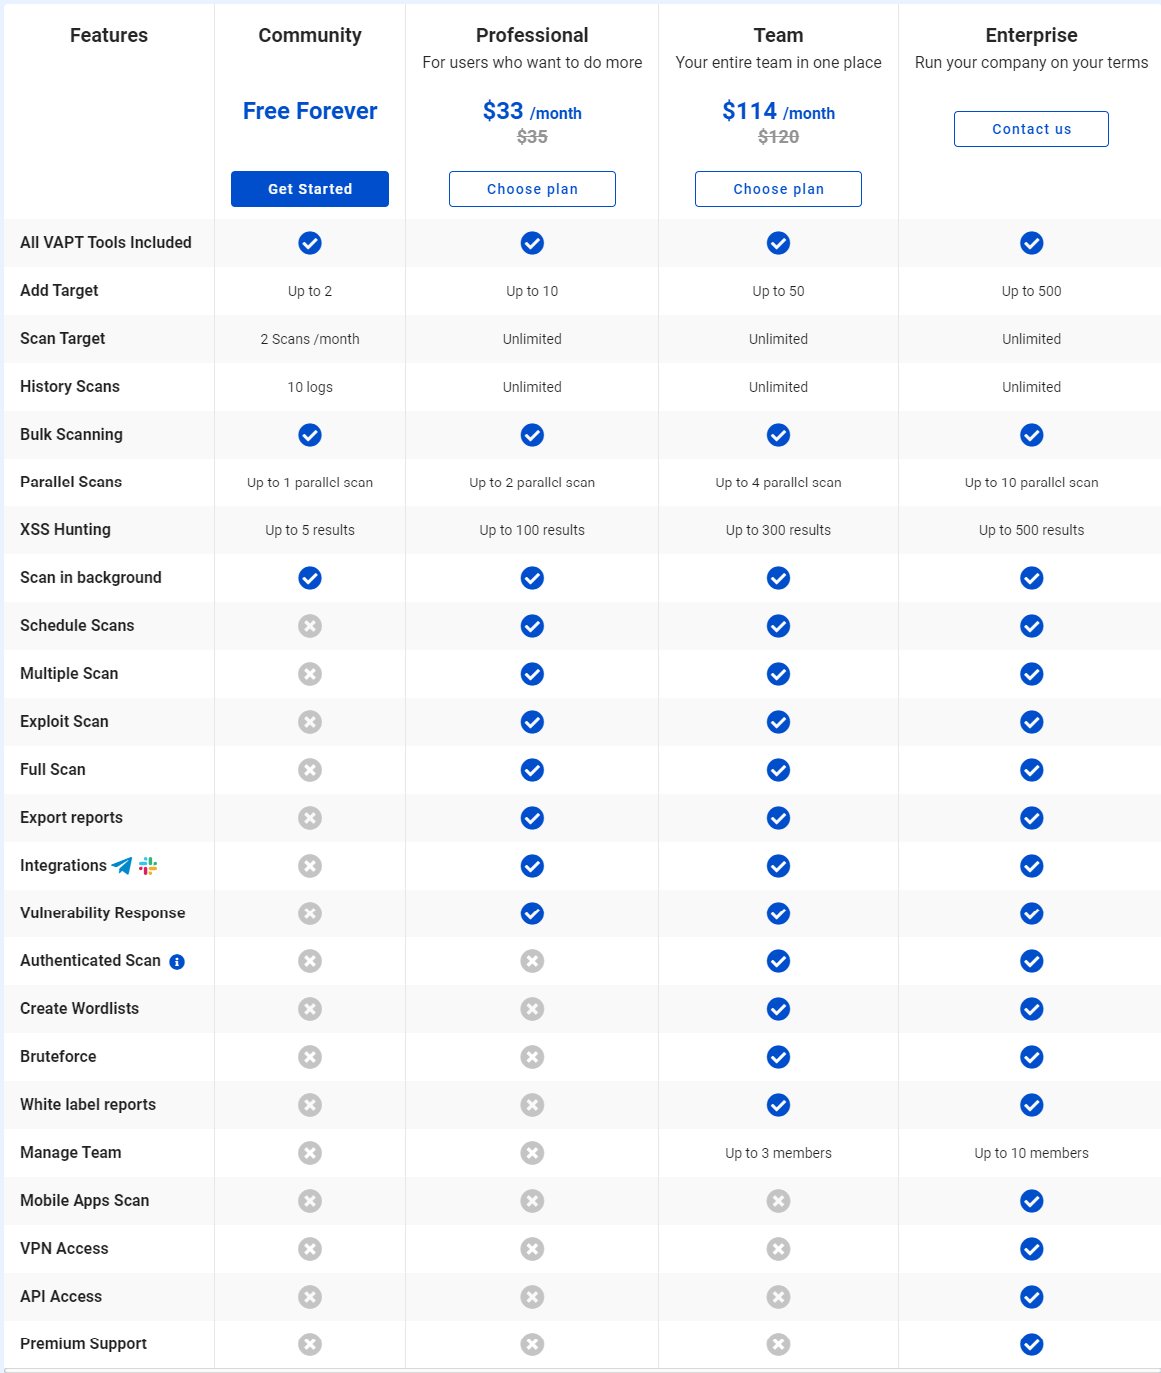 Features Community Professional Team Enterprise
For users who want to do more Your entire team in one place Run your company on your terms
Free Forever $33 /month $114 /month Contact us
$35 $120
Get Started Choose plan Choose plan
All VAPT Tools Included
Add Target Up to 2 Up to 10 Up to 50 Up to 500
Scan Target 2 Scans /month Unlimited Unlimited Unlimited
History Scans 10 logs Unlimited Unlimited Unlimited
Bulk Scanning
Parallel Scans Up to 1 parallel scan Up to 2 parallel scan Up to 4 parallel scan Up to 10 parallel scan
XSS Hunting Up to 5 results Up to 100 results Up to 300 results Up to 500 results
Scan in background
Schedule Scans
Multiple Scan
Exploit Scan
Full Scan
Export reports
Integrations
Vulnerability Response
Authenticated Scan
Create Wordlists
Bruteforce
White label reports
Manage Team Up to 3 members Up to 10 members
Mobile Apps Scan
VPN Access
API Access
Premium Support